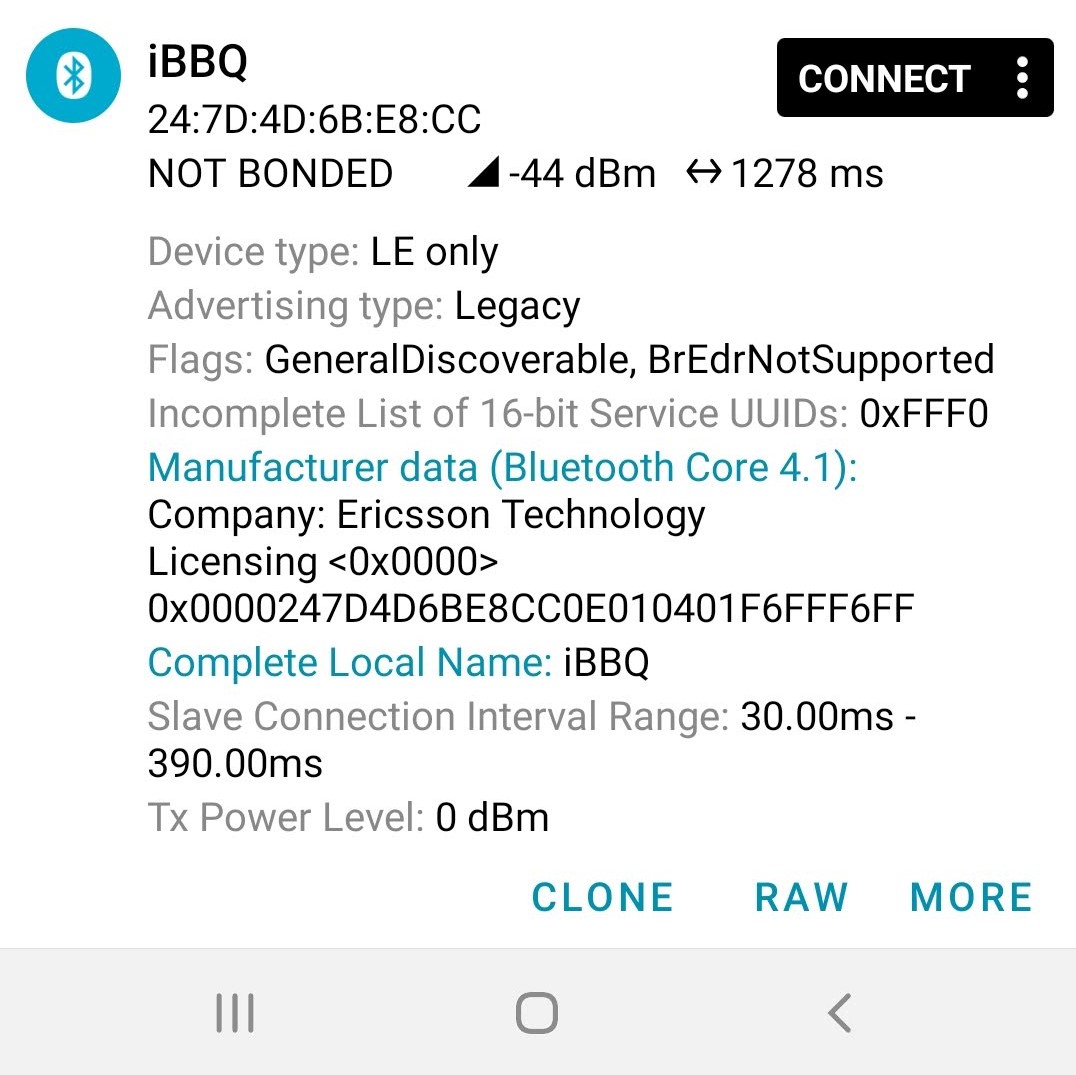 iBBQ
CONNECT
24:7D:4D:6B:E8:CC
NOT BONDED -44 dBm 1278 ms
Device type: LE only
Advertising type: Legacy
Flags: GeneralDiscoverable, BrEdrNotSupported
Incomplete List of 16-bit Service UUIDs: 0xFFF0
Manufacturer data (Bluetooth Core 4.1):
Company: Ericsson Technology
Licensing <0x0000>
0x0000247D4D6BE8CC0E010401F6FFF6FF
Complete Local Name: iBBQ
Slave Connection Interval Range: 30.00ms -
390.00ms
Tx Power Level: 0 dBm
CLONE RAW MORE